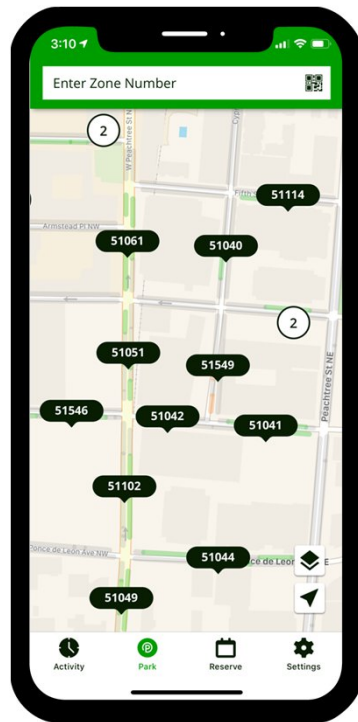 3:10
Enter Zone Number
2
W Peachtree St N
Cyp
Fifth
51114
Armstead Pl NW
51061
51040
2
51051
51549
Peachtree St NE
51546
51042
51041
51102
Ponce de Leon Ave NW
51044
ce de Leon
E
51049
Activity
Park
Reserve
Settings